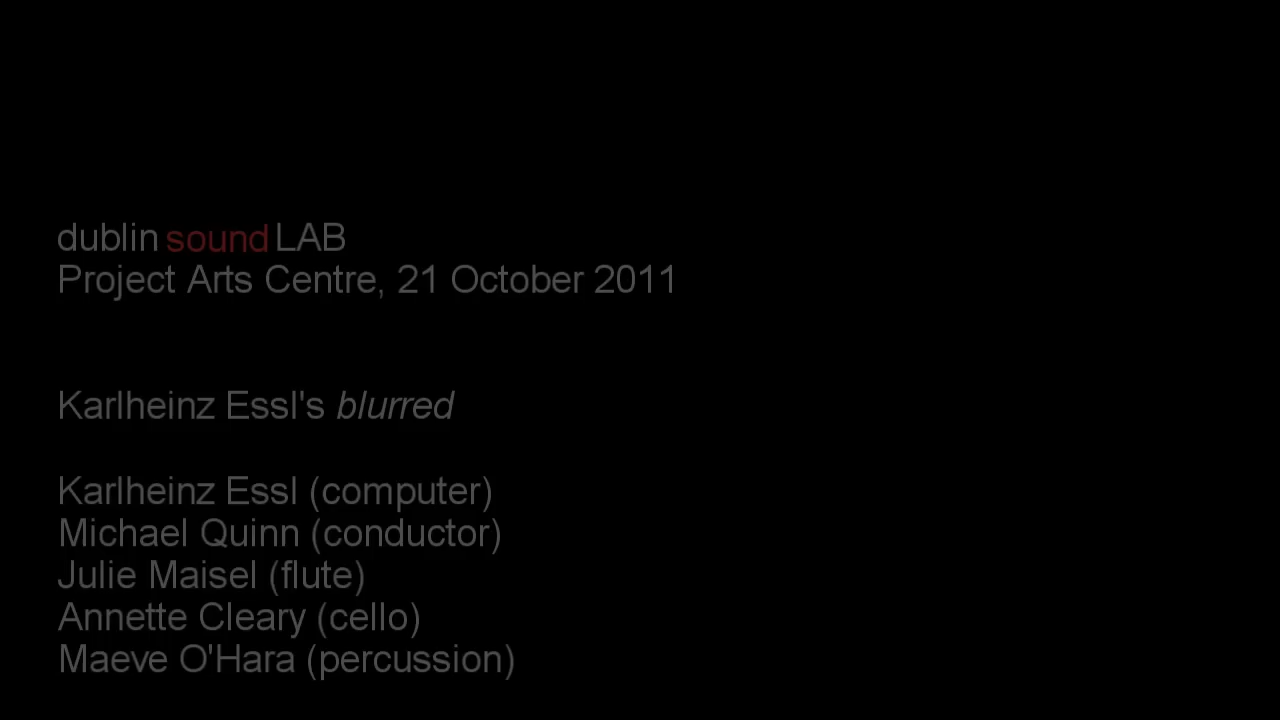 dublin sound LAB
Project Arts Centre, 21 October 2011
Karlheinz Essl's blurred
Karlheinz Essl (computer)
Michael Quinn (conductor)
Julie Maisel (flute)
Annette Cleary (cello)
Maeve O'Hara (percussion)